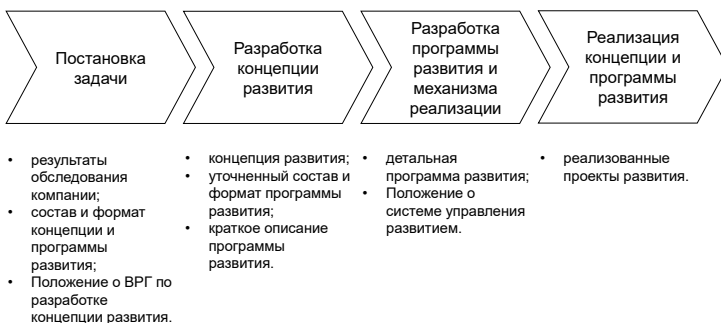 Постановка
задачи
Разработка
концепции
развития
Разработка
программы
развития и
механизма
реализации
Реализация
концепции и
программы
развития
• результаты
обследования
компании;
• состав и формат
концепции и
программы
развития;
• Положение о ВРГ по
разработке
концепции развития.
• концепция развития;
• уточненный состав и
формат программы
развития;
• краткое описание
программы
развития.
• детальная
программа развития;
• Положение о
системе управления
развитием.
• реализованные
проекты развития.